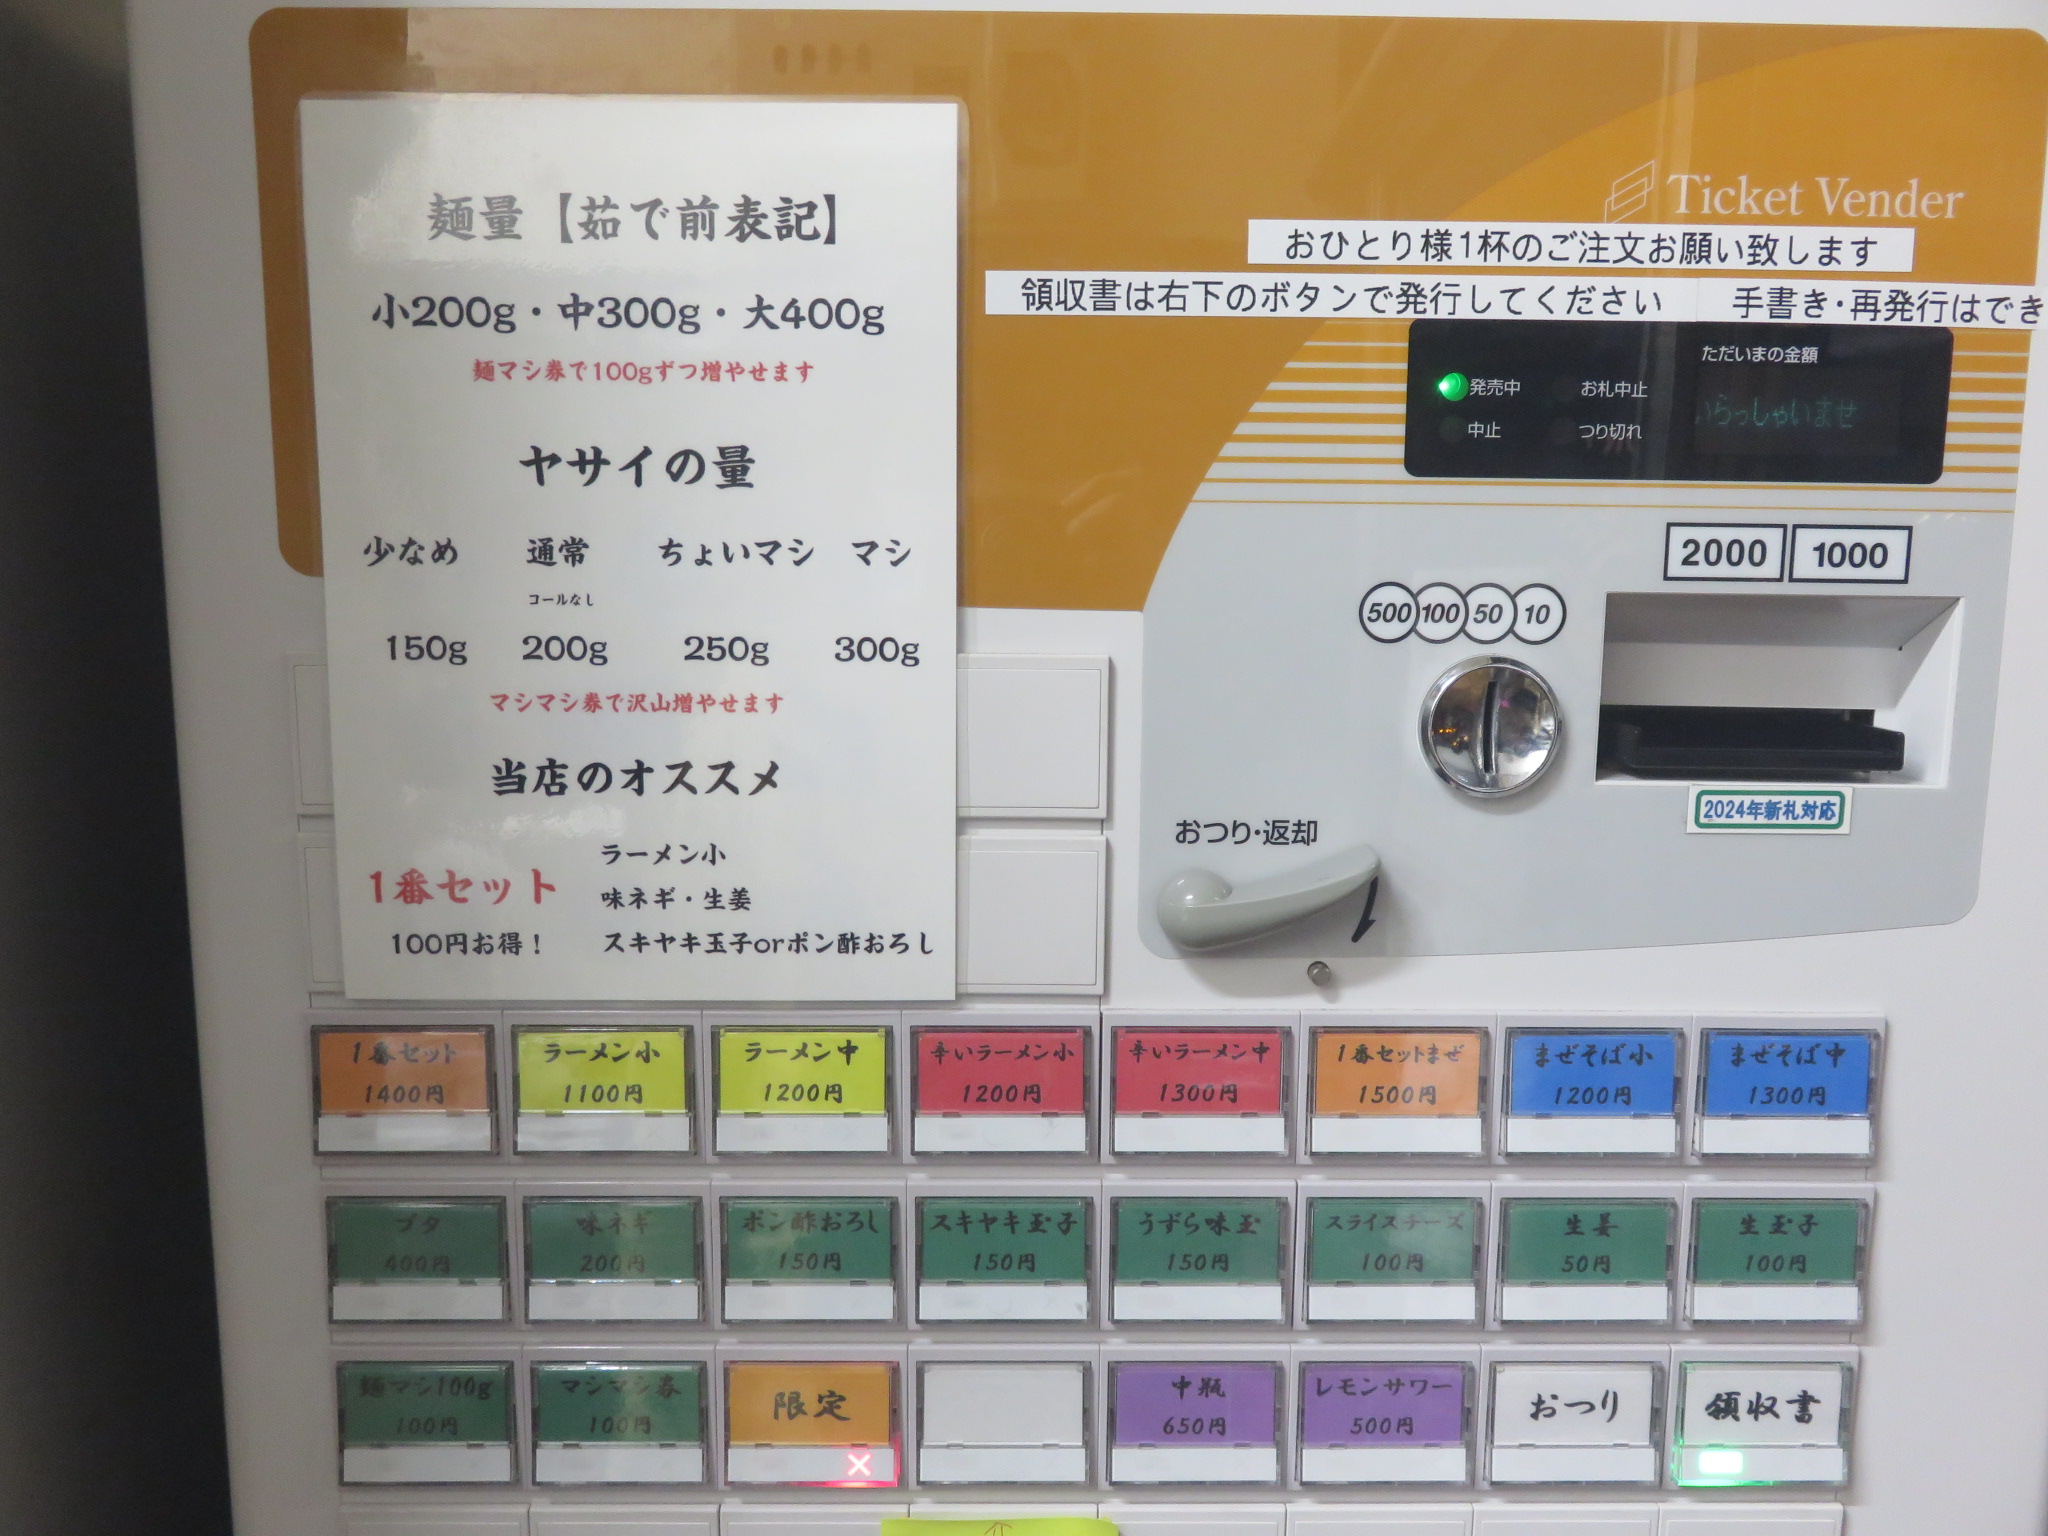 麺量【茹で前表記】
小200g・中300g・大400g
麺マシ券で100gずつ増やせます
ヤサイの量
少なめ 通常 ちょいマシ マシ
コールなし
150g 200g 250g 300g
マシマシ券で沢山増やせます
当店のオススメ
1番セット
100円お得！
ラーメン小
味ネギ・生姜
スキヤキ玉子orポン酢おろし
Ticket Vender
おひとり様1杯のご注文お願い致します
領収書は右下のボタンで発行してください 手書き・再発行はでき
ただいまの金額
発売中 お札中止
中止 つり切れ
いらっしゃいませ
2000 1000
500 100 50 10
2024年新札対応
おつり・返却
1番セット
1400円
ラーメン小
1100円
ラーメン中
1200円
辛いラーメン小
1200円
辛いラーメン中
1300円
1番セットまぜ
1500円
まぜそば小
1200円
まぜそば中
1300円
ブタ
400円
味ネギ
200円
ポン酢おろし
150円
スキヤキ玉子
150円
うずら味玉
150円
スライスチーズ
100円
生姜
50円
生玉子
100円
麺マシ100g
100円
マシマシ券
100円
限定
中瓶
650円
レモンサワー
500円
おつり
領収書